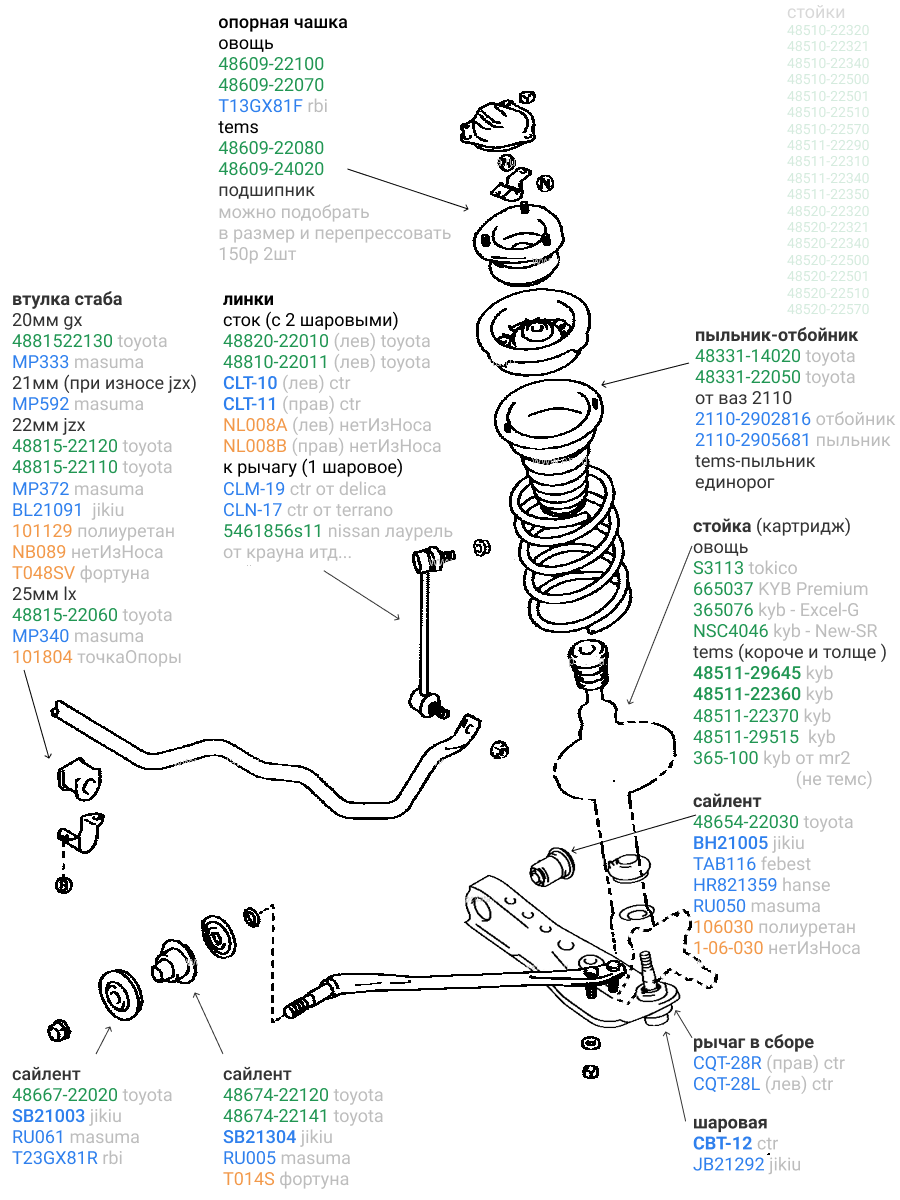 опорная чашка
овощь
48609-22100
48609-22070
T13GX81F rbi
tems
48609-22080
48609-24020
подшипник
можно подобрать
в размер и перепрессовать
150р 2шт
стойки
48510-22320
48510-22321
48510-22340
48510-22500
48510-22501
48510-22510
48510-22570
48511-22290
48511-22310
48511-22340
48511-22350
48520-22320
48520-22321
48520-22340
48520-22500
48520-22501
48520-22510
48520-22570
втулка стаба
20мм gx
4881522130 toyota
MP333 masuma
21мм (при износе jzx)
MP592 masuma
22мм jzx
48815-22120 toyota
48815-22110 toyota
MP372 masuma
BL21091 jikiu
101129 полиуретан
NB089 нетИзНоса
T048SV фортуна
25мм lx
48815-22060 toyota
MP340 masuma
101804 точкаОпоры
линки
сток (с 2 шаровыми)
48820-22010 (лев) toyota
48810-22011 (лев) toyota
CLT-10 (лев) ctr
CLT-11 (прав) ctr
NL008A (лев) нетИзНоса
NL008B (прав) нетИзНоса
к рычагу (1 шаровое)
CLM-19 ctr от delica
CLN-17 ctr от terrano
5461856s11 nissan лаурель
от крауна итд...
пыльник-отбойник
48331-14020 toyota
48331-22050 toyota
от ваз 2110
2110-2902816 отбойник
2110-2905681 пыльник
tems-пыльник
единорог
стойка (картридж)
овощь
S3113 tokico
665037 KYB Premium
365076 kyb - Excel-G
NSC4046 kyb - New-SR
tems (короче и толще )
48511-29645 kyb
48511-22360 kyb
48511-22370 kyb
48511-29515 kyb
365-100 kyb от mr2
(не темс)
сайлент
48654-22030 toyota
BH21005 jikiu
TAB116 febest
HR821359 hanse
RU050 masuma
106030 полиуретан
1-06-030 нетИзНоса
рычаг в сборе
CQT-28R (прав) ctr
CQT-28L (лев) ctr
шаровая
CBT-12 ctr
JB21292 jikiu
сайлент
48667-22020 toyota
SB21003 jikiu
RU061 masuma
T23GX81R rbi
сайлент
48674-22120 toyota
48674-22141 toyota
SB21304 jikiu
RU005 masuma
T014S фортуна